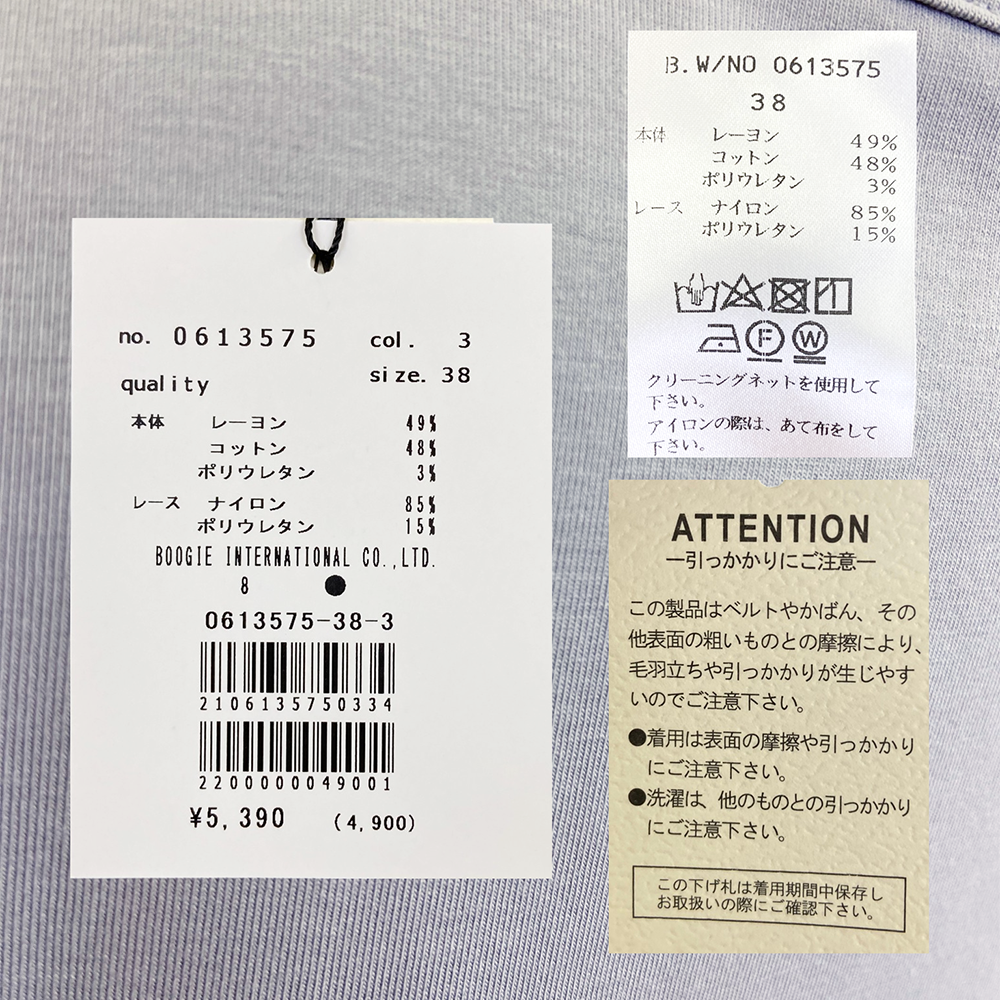 no. 0613575 col. 3
quality size. 38
本体 レーヨン 49%
コットン 48%
ポリウレタン 3%
レース ナイロン 85%
ポリウレタン 15%
BOOGIE INTERNATIONAL CO.,LTD.
8 ●
0613575-38-3
2106135750334
2200000049001
¥5,390 (4,900)
B.W/NO 0613575
38
本体 レーヨン 49%
コットン 48%
ポリウレタン 3%
レース ナイロン 85%
ポリウレタン 15%
F W
クリーニングネットを使用して
下さい。
アイロンの際は、あて布をして
下さい。
ATTENTION
―引っかかりにご注意―
この製品はベルトやかばん、その
他表面の粗いものとの摩擦により、
毛羽立ちや引っかかりが生じやす
いのでご注意下さい。
●着用は表面の摩擦や引っかかり
にご注意下さい。
●洗濯は、他のものとの引っかかり
にご注意下さい。
この下げ札は着用期間中保存し
お取扱いの際にご確認下さい。